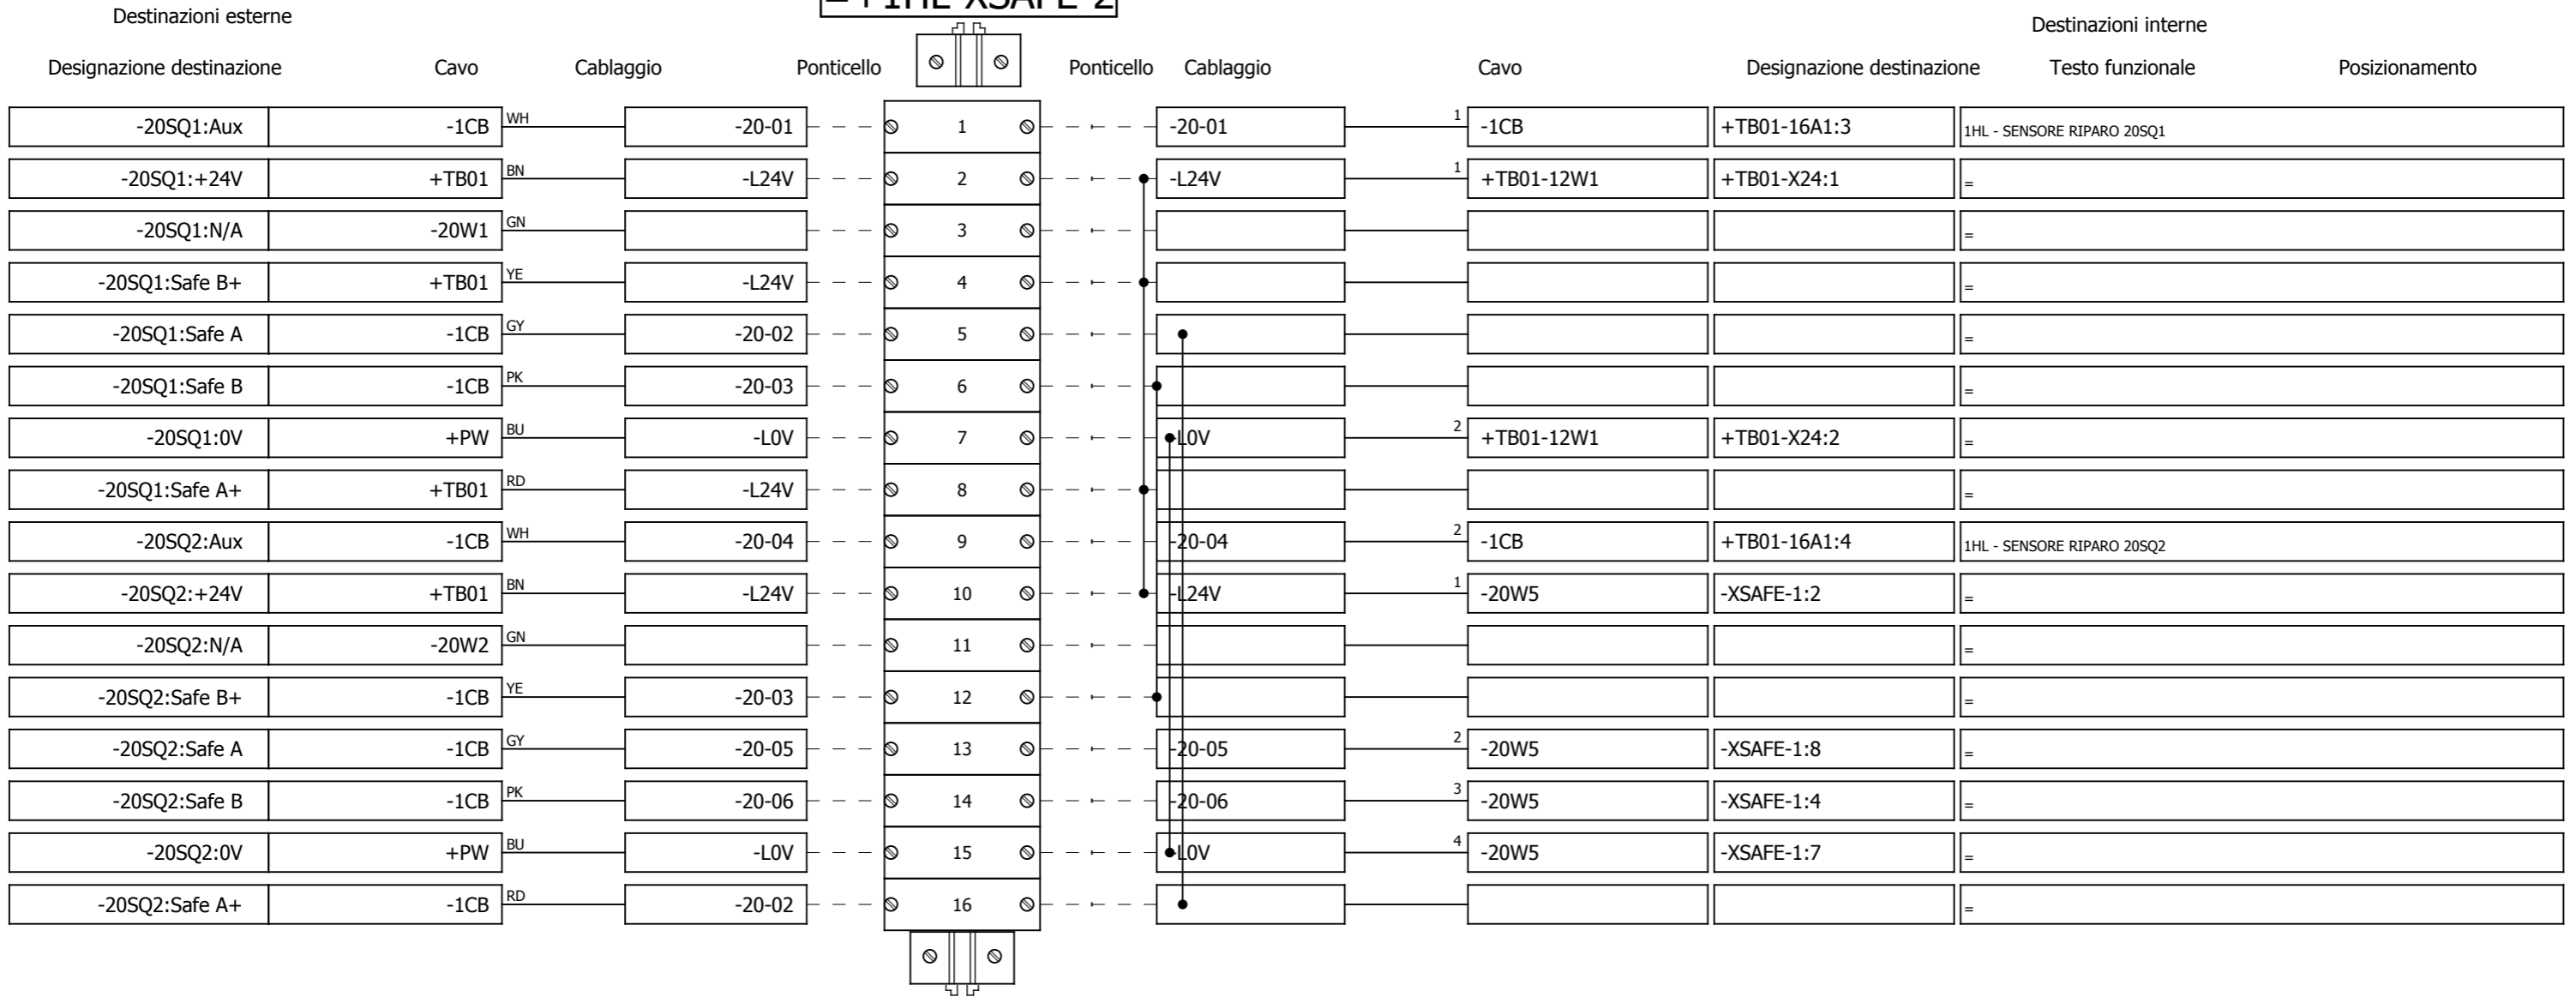 =+1HL-XSAFE-2
Destinazioni esterne Destinazioni interne
Designazione destinazione Cavo Cablaggio Ponticello Ponticello Cablaggio Cavo Designazione destinazione Testo funzionale Posizionamento
-20SQ1:Aux -1CB WH -20-01 1 -20-01 1 -1CB +TB01-16A1:3 1HL - SENSORE RIPARO 20SQ1
-20SQ1:+24V +TB01 BN -L24V 2 -L24V 1 +TB01-12W1 +TB01-X24:1 =
-20SQ1:N/A -20W1 GN 3 =
-20SQ1:Safe B+ +TB01 YE -L24V 4 =
-20SQ1:Safe A -1CB GY -20-02 5 =
-20SQ1:Safe B -1CB PK -20-03 6 =
-20SQ1:0V +PW BU -L0V 7 -L0V 2 +TB01-12W1 +TB01-X24:2 =
-20SQ1:Safe A+ +TB01 RD -L24V 8 =
-20SQ2:Aux -1CB WH -20-04 9 -20-04 2 -1CB +TB01-16A1:4 1HL - SENSORE RIPARO 20SQ2
-20SQ2:+24V +TB01 BN -L24V 10 -L24V 1 -20W5 -XSAFE-1:2 =
-20SQ2:N/A -20W2 GN 11 =
-20SQ2:Safe B+ -1CB YE -20-03 12 =
-20SQ2:Safe A -1CB GY -20-05 13 -20-05 2 -20W5 -XSAFE-1:8 =
-20SQ2:Safe B -1CB PK -20-06 14 -20-06 3 -20W5 -XSAFE-1:4 =
-20SQ2:0V +PW BU -L0V 15 -L0V 4 -20W5 -XSAFE-1:7 =
-20SQ2:Safe A+ -1CB RD -20-02 16 =